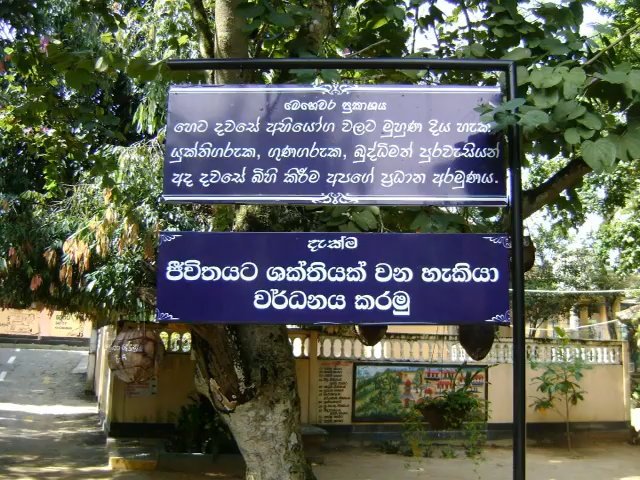 මෙහෙවර ප්‍රකාශය
හෙට දවසේ අභියෝග වලට මුහුණ දිය හැක
යුක්තිගරුක, ගුණගරුක, බුද්ධිමත් පුරවැසියන්
අද දවසේ බිහි කිරීම අපගේ ප්‍රධාන අරමුණය.
දැක්ම
ජීවිතයට ශක්තියක් වන හැකියා
වර්ධනය කරමු